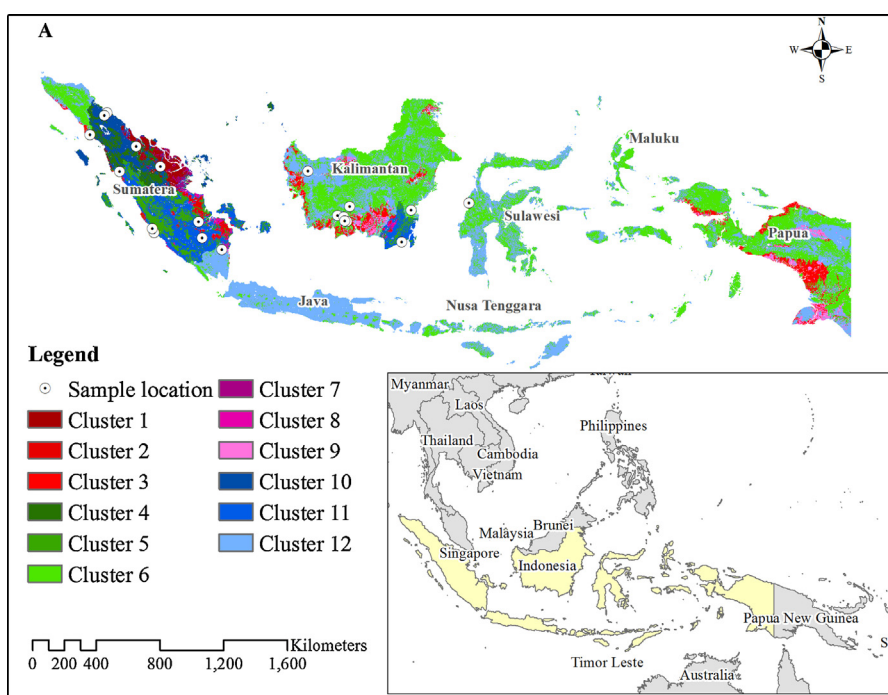 A
N
W E
S
Maluku
Kalimantan
Sumatera
Sulawesi
Papua
Java
Nusa Tenggara
Legend
Sample location
Cluster 1
Cluster 2
Cluster 3
Cluster 4
Cluster 5
Cluster 6
Cluster 7
Cluster 8
Cluster 9
Cluster 10
Cluster 11
Cluster 12
Kilometers
0 200 400 800 1,200 1,600
Myanmar
Laos
Philippines
Thailand
Cambodia
Vietnam
Malaysia
Brunei
Singapore
Indonesia
Papua New Guinea
S
Timor Leste
Australia